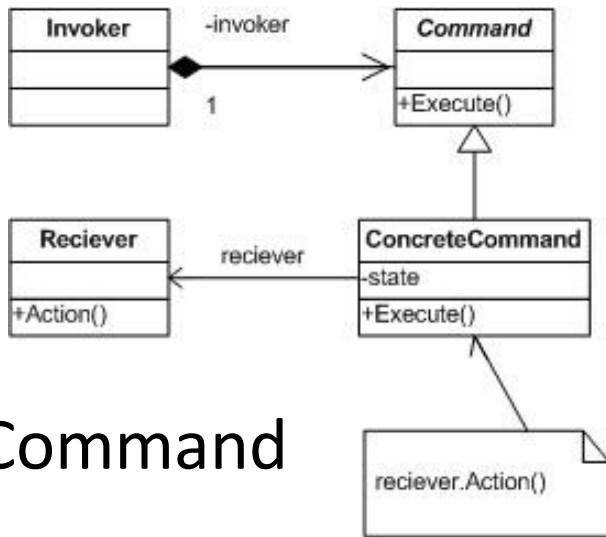 Invoker
-invoker
1
Command
+Execute()
Reciever
+Action()
reciever
ConcreteCommand
-state
+Execute()
Command
reciever.Action()